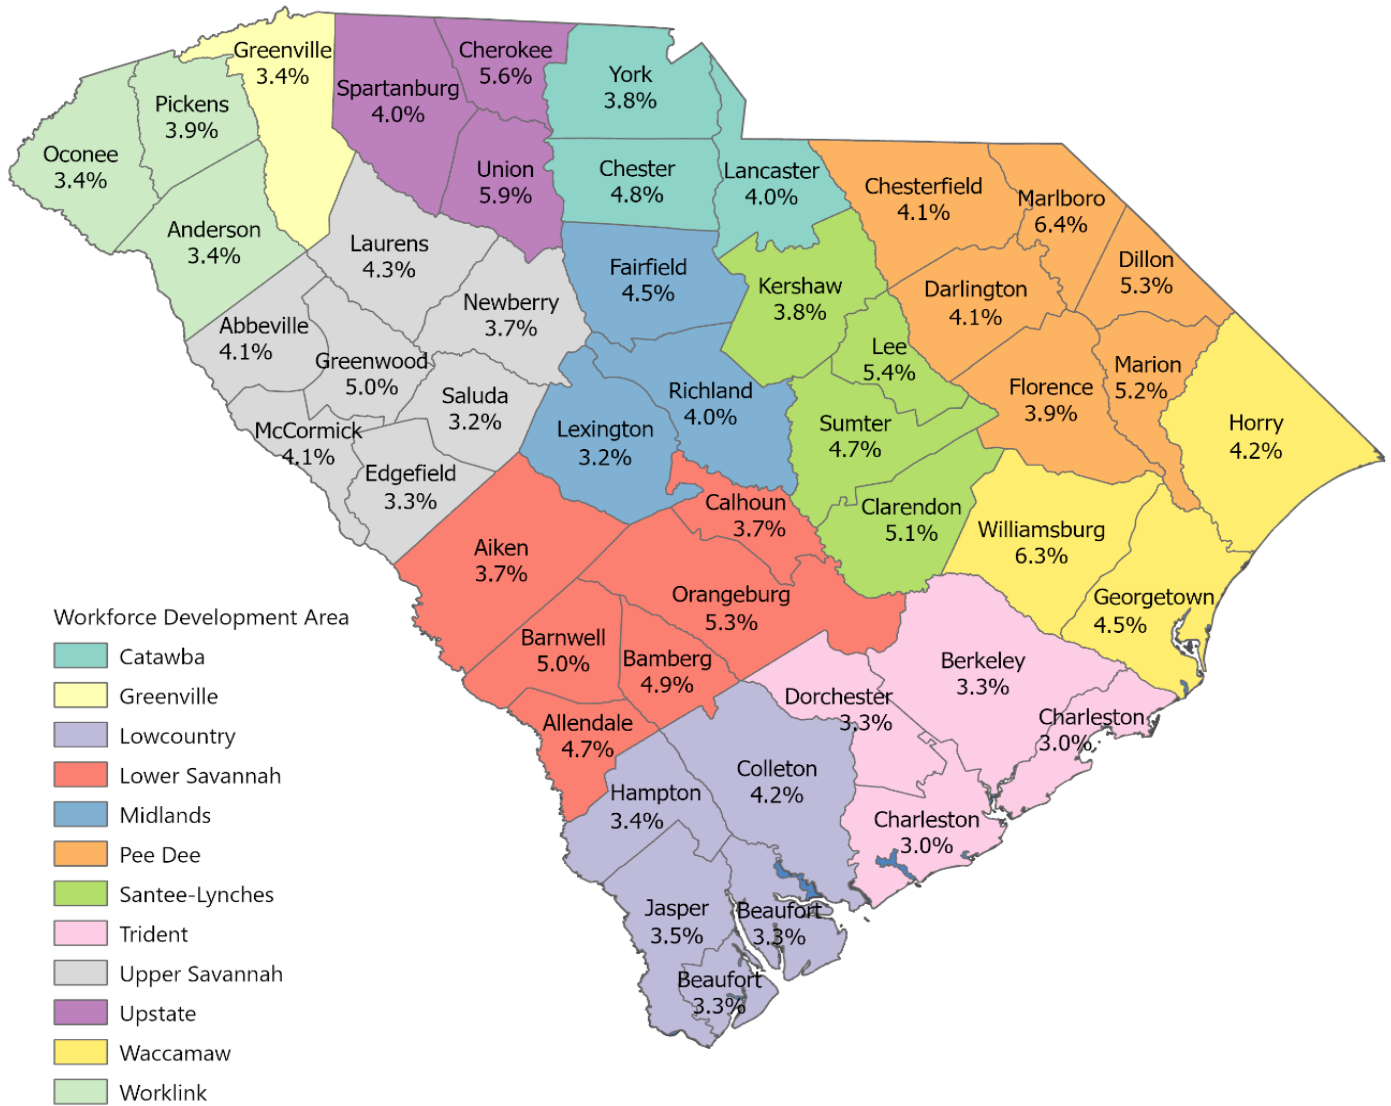 Greenville
3.4%
Cherokee
5.6%
Spartanburg
4.0%
York
3.8%
Pickens
3.9%
Oconee
3.4%
Union
5.9%
Chester
4.8%
Lancaster
4.0%
Chesterfield
4.1%
Marlboro
6.4%
Anderson
3.4%
Laurens
4.3%
Fairfield
4.5%
Kershaw
3.8%
Dillon
5.3%
Darlington
4.1%
Newberry
3.7%
Abbeville
4.1%
Greenwood
5.0%
Lee
5.4%
Marion
5.2%
Saluda
3.2%
Richland
4.0%
Florence
3.9%
McCormick
4.1%
Lexington
3.2%
Sumter
4.7%
Horry
4.2%
Edgefield
3.3%
Calhoun
3.7%
Clarendon
5.1%
Williamsburg
6.3%
Aiken
3.7%
Orangeburg
5.3%
Georgetown
4.5%
Barnwell
5.0%
Bamberg
4.9%
Berkeley
3.3%
Dorchester
3.3%
Charleston
3.0%
Allendale
4.7%
Colleton
4.2%
Hampton
3.4%
Charleston
3.0%
Jasper
3.5%
Beaufort
3.3%
Beaufort
3.3%
Workforce Development Area
Catawba
Greenville
Lowcountry
Lower Savannah
Midlands
Pee Dee
Santee-Lynches
Trident
Upper Savannah
Upstate
Waccamaw
Worklink